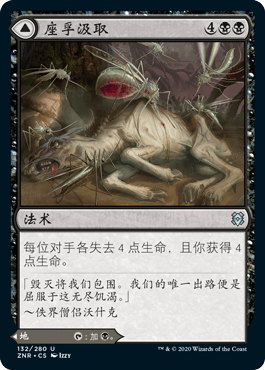 座孚汲取 4
法术
每位对手各失去 4 点生命，且你获得 4
点生命。
「毁灭将我们包围。我们的唯一出路便是
屈服于这无尽饥渴。」
～佚界僧侣沃什克
地 :加 。
132/280 U
ZNR • CS Izzy
™ & © 2020 Wizards of the Coast